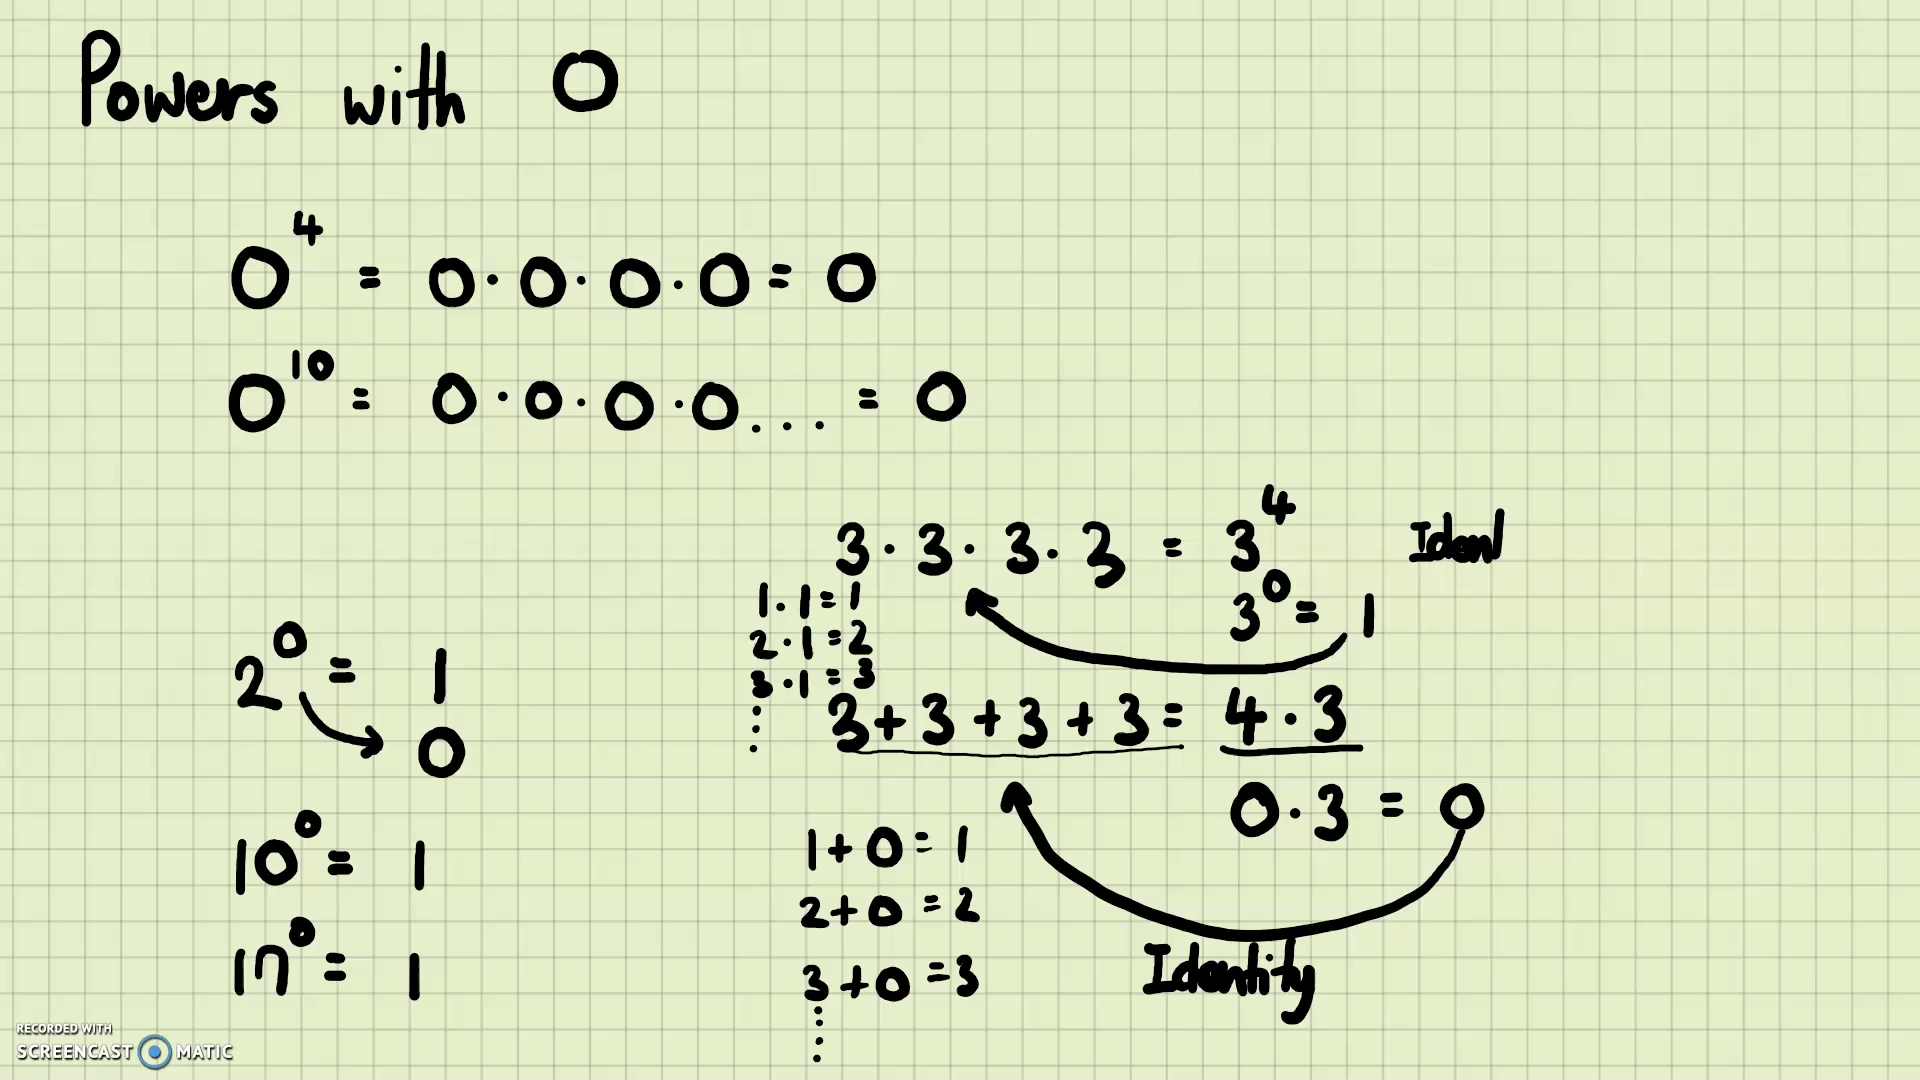 Powers with 0
0⁴ = 0·0·0·0 = 0
0¹⁰ = 0·0·0·0... = 0
3·3·3·3 = 3⁴
Iden
1·1=1
3⁰= 1
2·1=2
3·1=3
2⁰= 1
0
3+3+3+3= 4·3
0·3 = 0
10⁰= 1
1+0=1
2+0=2
17⁰= 1
3+0=3
Identity
RECORDED WITH
SCREENCAST MATIC